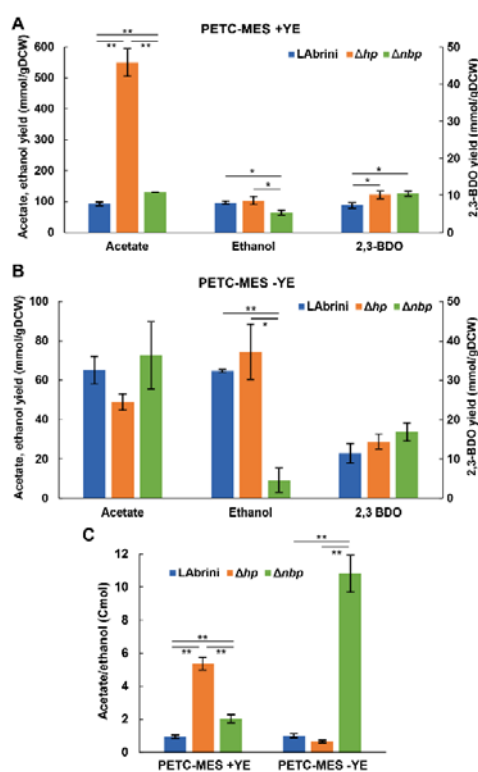 A
PETC-MES +YE
LAbrini Δhp Δnbp
Acetate, ethanol yield (mmol/gDCW)
2,3-BDO yield (mmol/gDCW)
600
500
400
300
200
100
0
50
40
30
20
10
0
** ** **
* *
* *
Acetate Ethanol 2,3-BDO
B
PETC-MES -YE
LAbrini Δhp Δnbp
Acetate, ethanol yield (mmol/gDCW)
2,3-BDO yield (mmol/gDCW)
100
80
60
40
20
0
50
40
30
20
10
0
** *
Acetate Ethanol 2,3 BDO
C
LAbrini Δhp Δnbp
Acetate/ethanol (Cmol)
12
10
8
6
4
2
0
** ** **
** **
PETC-MES +YE PETC-MES -YE